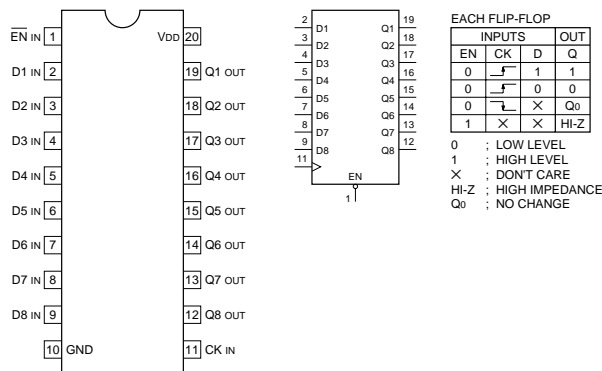 EN IN 1 VDD 20
D1 IN 2 19 Q1 OUT
D2 IN 3 18 Q2 OUT
D3 IN 4 17 Q3 OUT
D4 IN 5 16 Q4 OUT
D5 IN 6 15 Q5 OUT
D6 IN 7 14 Q6 OUT
D7 IN 8 13 Q7 OUT
D8 IN 9 12 Q8 OUT
10 GND 11 CK IN
2 D1 Q1 19
3 D2 Q2 18
4 D3 Q3 17
5 D4 Q4 16
6 D5 Q5 15
7 D6 Q6 14
8 D7 Q7 13
9 D8 Q8 12
11
EN
1
EACH FLIP-FLOP
INPUTS OUT
EN CK D Q
0 1 1
0 0 0
0 × Q0
1 × × HI-Z
0 ; LOW LEVEL
1 ; HIGH LEVEL
× ; DON'T CARE
HI-Z ; HIGH IMPEDANCE
Q0 ; NO CHANGE